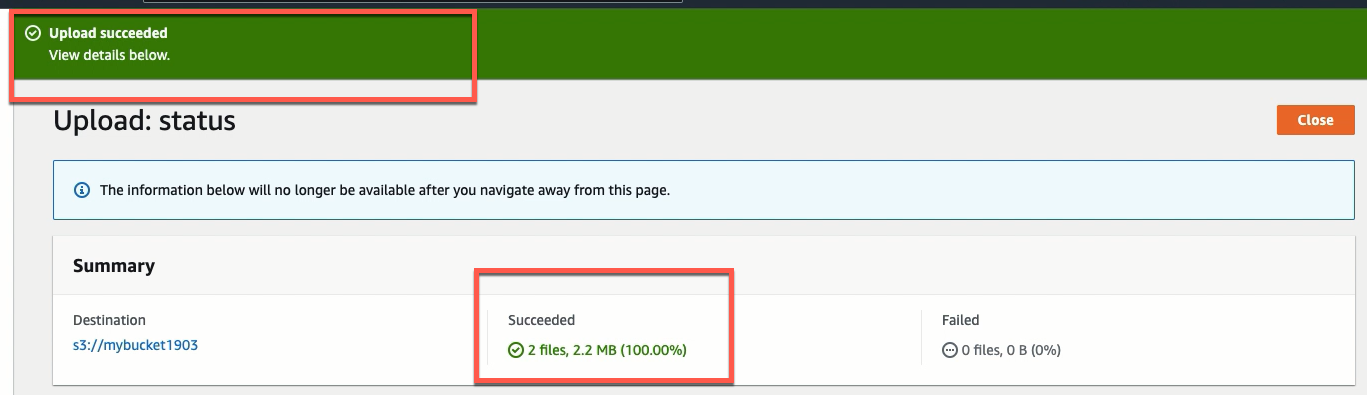 Upload succeeded
View details below.
Upload: status
Close
The information below will no longer be available after you navigate away from this page.
Summary
Destination
s3://mybucket1903
Succeeded
2 files, 2.2 MB (100.00%)
Failed
0 files, 0 B (0%)